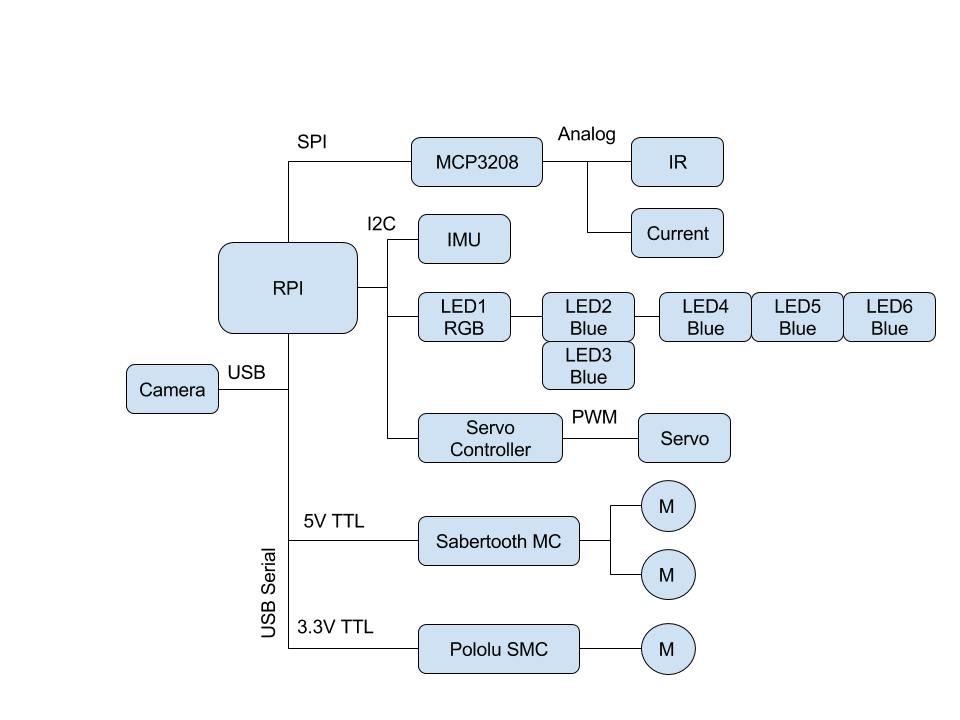 SPI
Analog
MCP3208
IR
Current
I2C
IMU
RPI
LED1
RGB
LED2
Blue
LED3
Blue
LED4
Blue
LED5
Blue
LED6
Blue
Camera
USB
Servo
Controller
PWM
Servo
5V TTL
Sabertooth MC
M
M
USB Serial
3.3V TTL
Pololu SMC
M